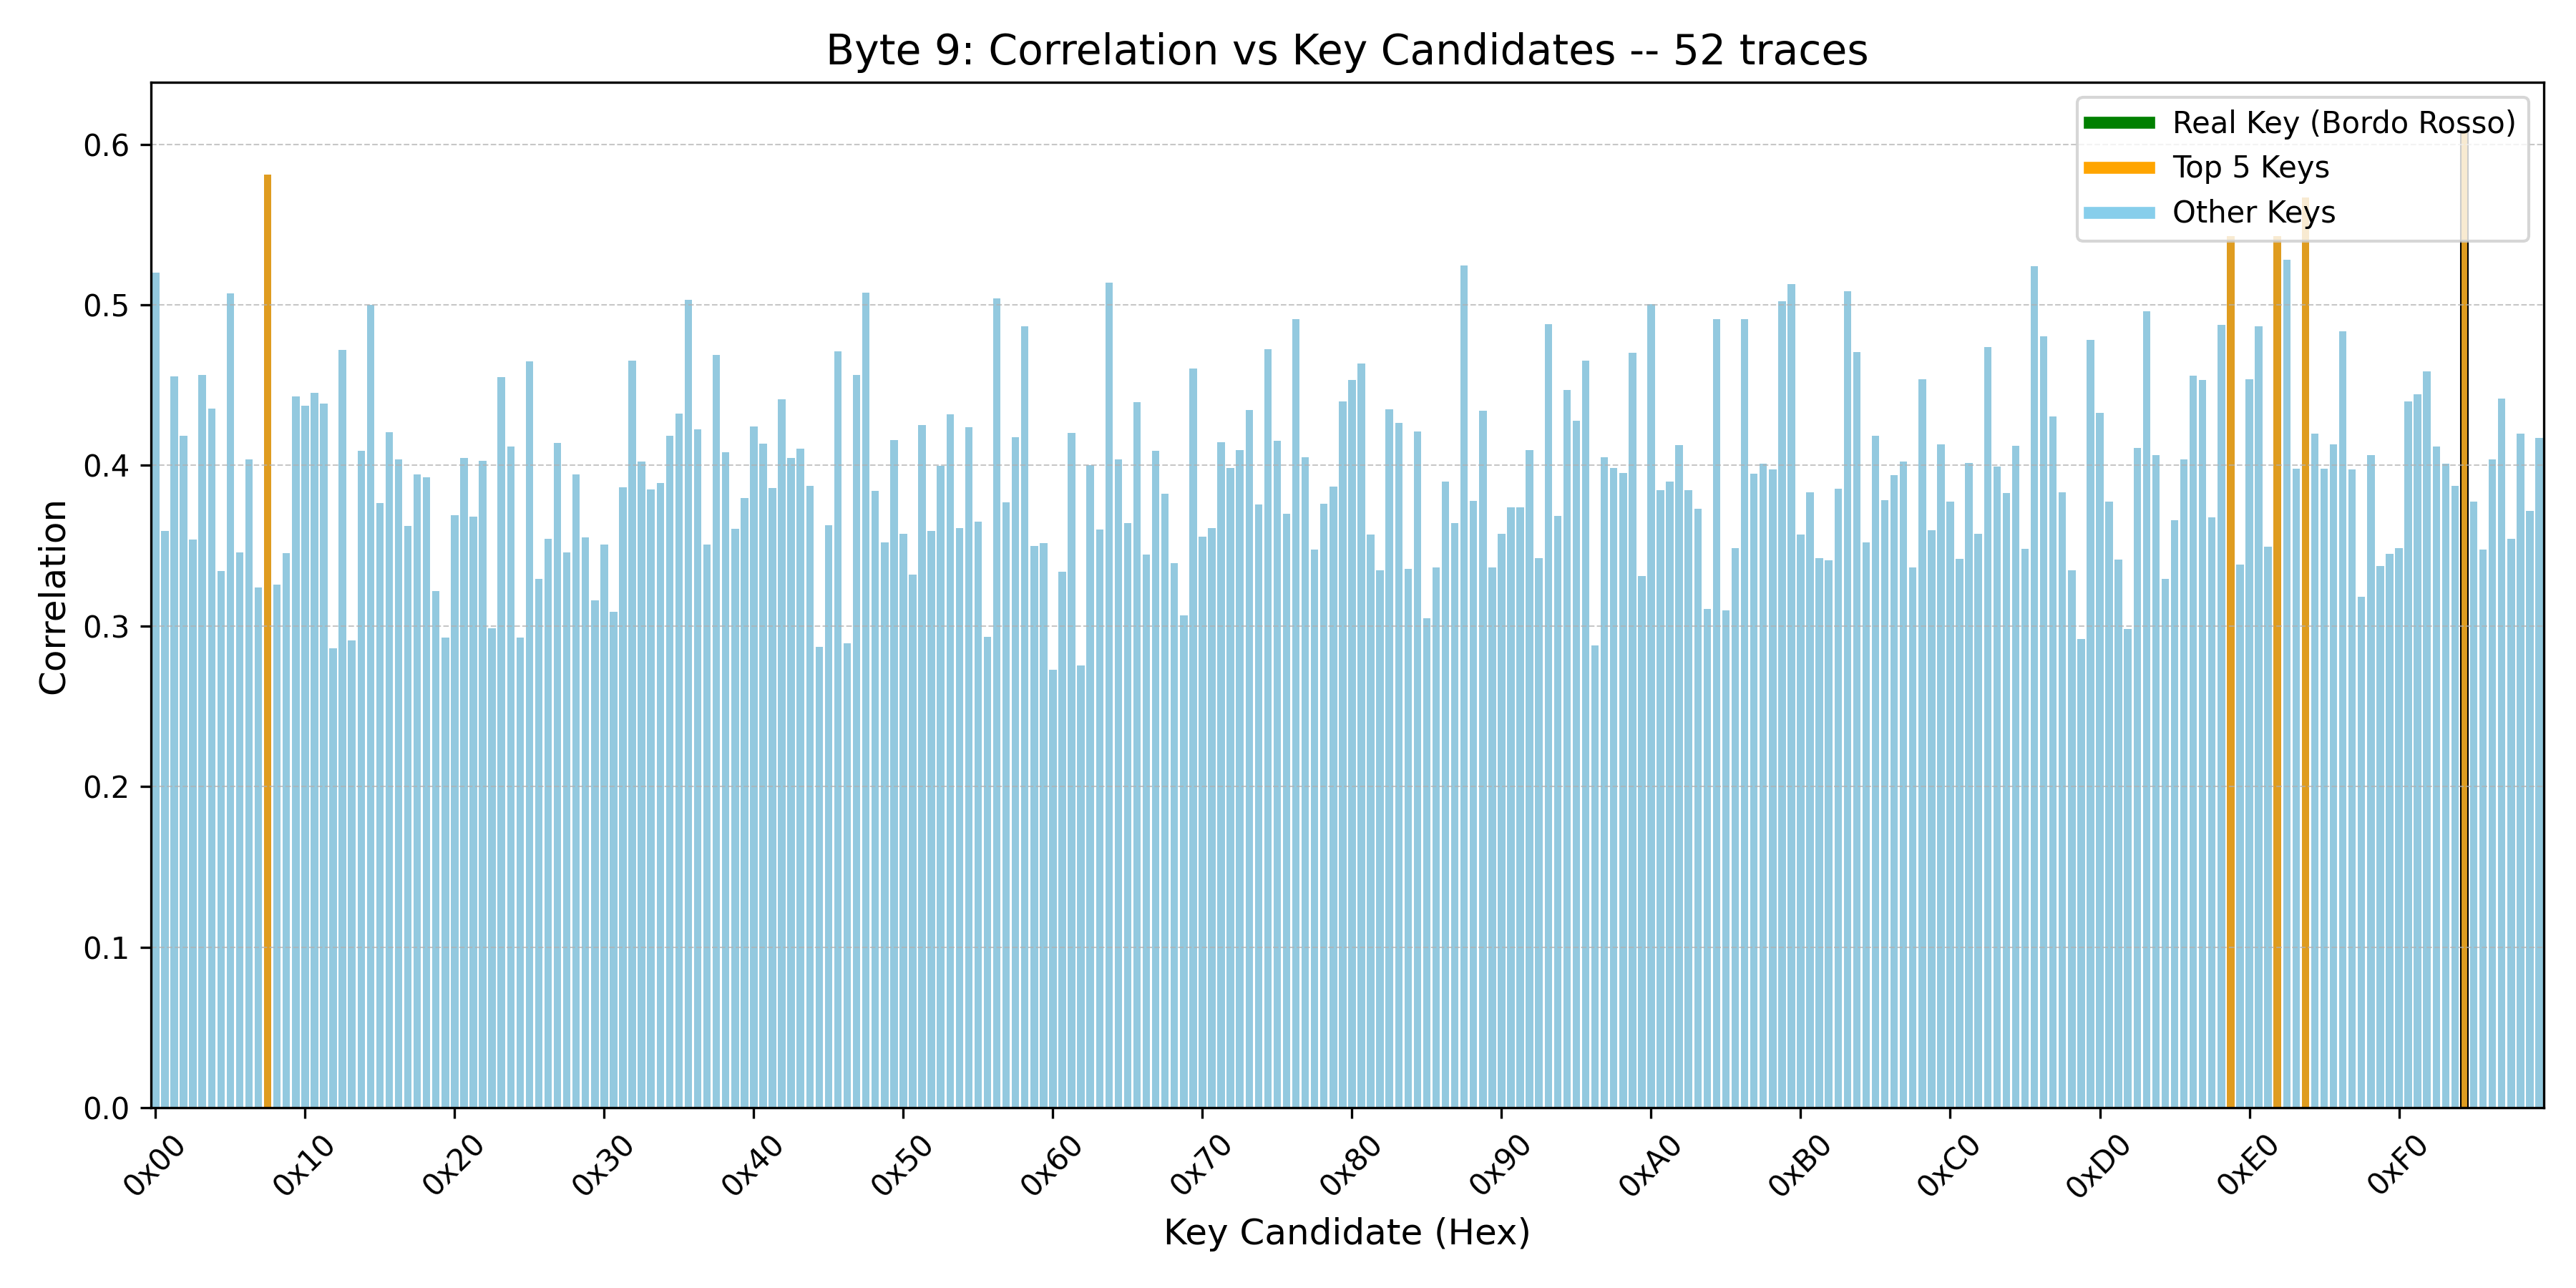 Byte 9: Correlation vs Key Candidates -- 52 traces
Real Key (Bordo Rosso)
Top 5 Keys
Other Keys
Correlation
0.6
0.5
0.4
0.3
0.2
0.1
0.0
0x00 0x10 0x20 0x30 0x40 0x50 0x60 0x70 0x80 0x90 0xA0 0xB0 0xC0 0xD0 0xE0 0xF0
Key Candidate (Hex)